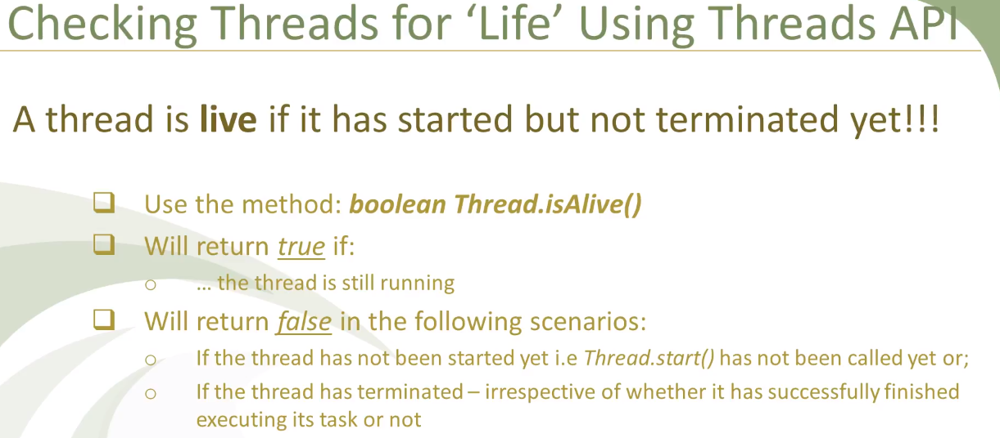 Checking Threads for ‘Life’ Using Threads API
A thread is live if it has started but not terminated yet!!!
❑ Use the method: boolean Thread.isAlive()
❑ Will return true if:
o … the thread is still running
❑ Will return false in the following scenarios:
o If the thread has not been started yet i.e Thread.start() has not been called yet or;
o If the thread has terminated – irrespective of whether it has successfully finished
executing its task or not